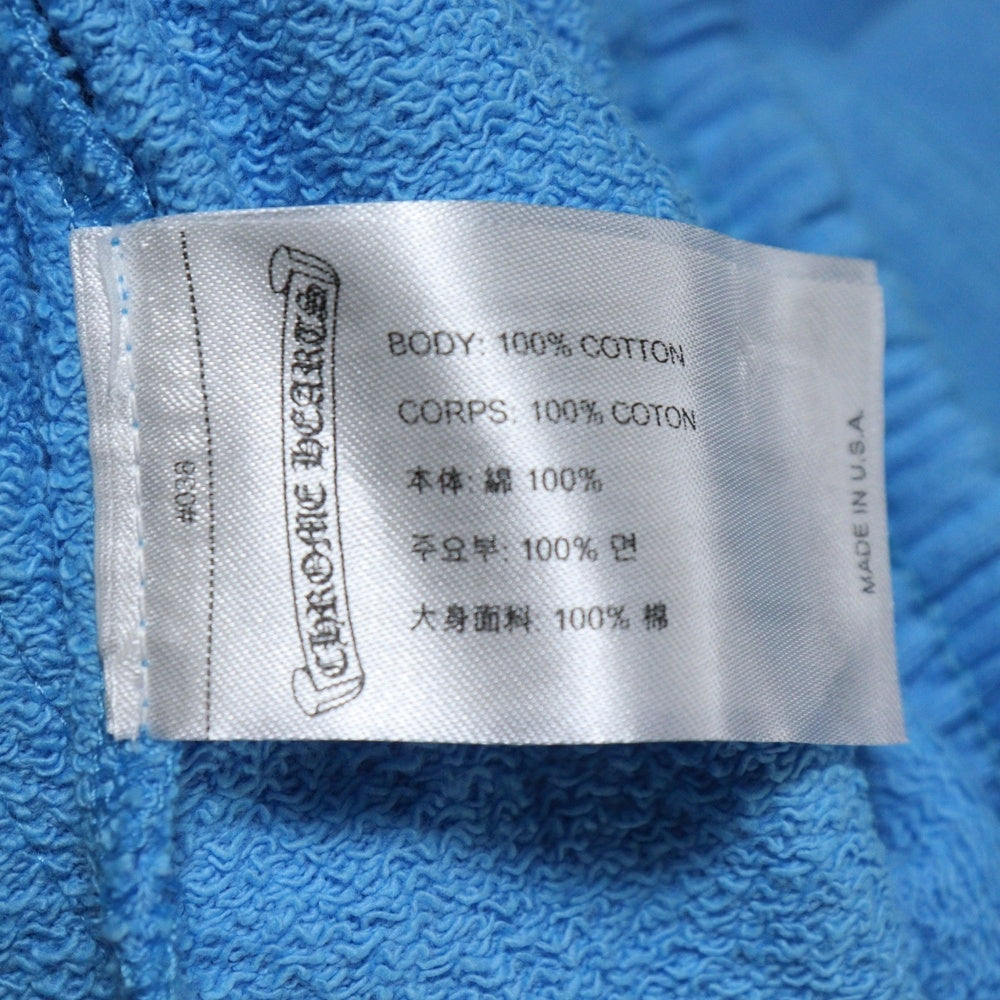 #038
CHROME HEARTS
BODY: 100% COTTON
CORPS: 100% COTON
本体: 綿 100%
주요부: 100% 면
大身面料: 100% 棉
MADE IN U.S.A.